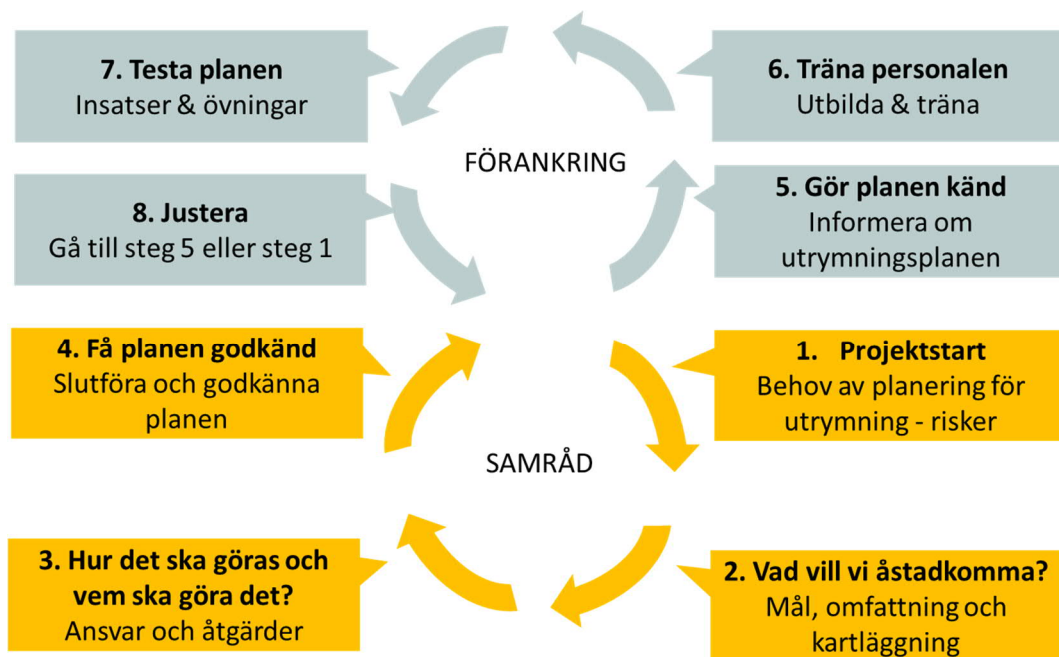 7. Testa planen
Insatser & övningar
6. Träna personalen
Utbilda & träna
FÖRANKRING
8. Justera
Gå till steg 5 eller steg 1
5. Gör planen känd
Informera om
utrymningsplanen
4. Få planen godkänd
Slutföra och godkänna
planen
1. Projektstart
Behov av planering för
utrymning - risker
SAMRÅD
3. Hur det ska göras och
vem ska göra det?
Ansvar och åtgärder
2. Vad vill vi åstadkomma?
Mål, omfattning och
kartläggning